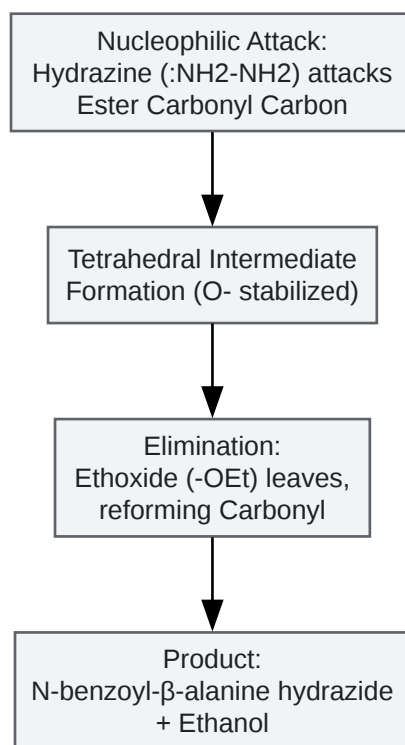 Nucleophilic Attack:
Hydrazine (:NH2-NH2) attacks
Ester Carbonyl Carbon
Tetrahedral Intermediate
Formation (O- stabilized)
Elimination:
Ethoxide (-OEt) leaves,
reforming Carbonyl
Product:
N-benzoyl-β-alanine hydrazide
+ Ethanol